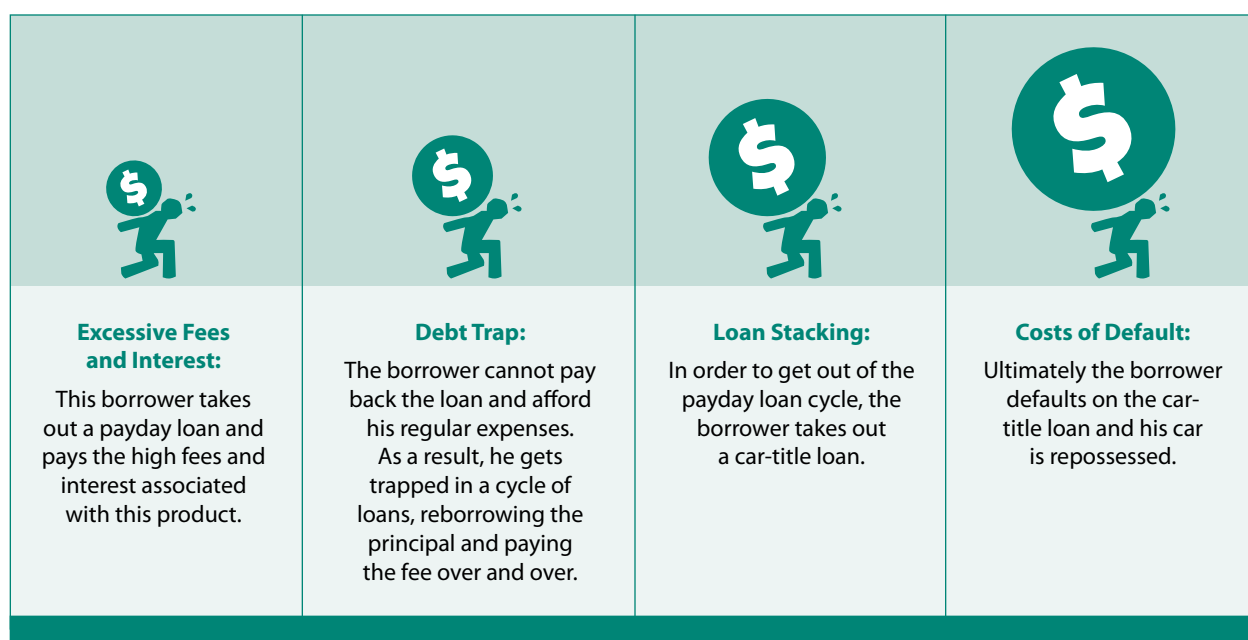 $
$
$
$
Excessive Fees
and Interest:
This borrower takes
out a payday loan and
pays the high fees and
interest associated
with this product.
Debt Trap:
The borrower cannot pay
back the loan and afford
his regular expenses.
As a result, he gets
trapped in a cycle of
loans, reborrowing the
principal and paying
the fee over and over.
Loan Stacking:
In order to get out of the
payday loan cycle, the
borrower takes out
a car-title loan.
Costs of Default:
Ultimately the borrower
defaults on the car-
title loan and his car
is repossessed.